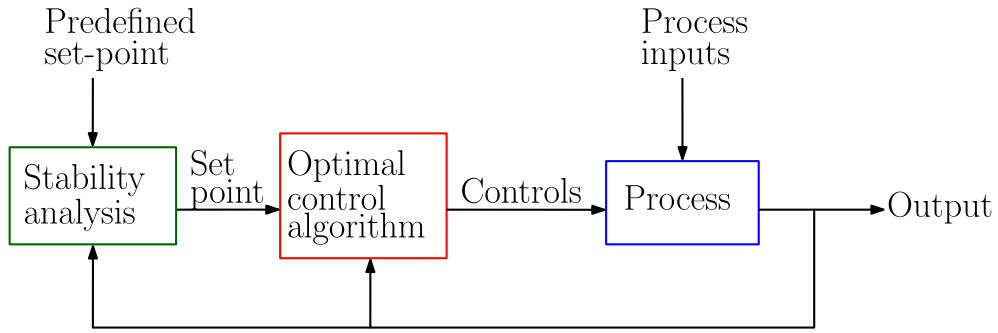 Predefined
set-point
Process
inputs
Stability
analysis
Set
point
Optimal
control
algorithm
Controls
Process
Output